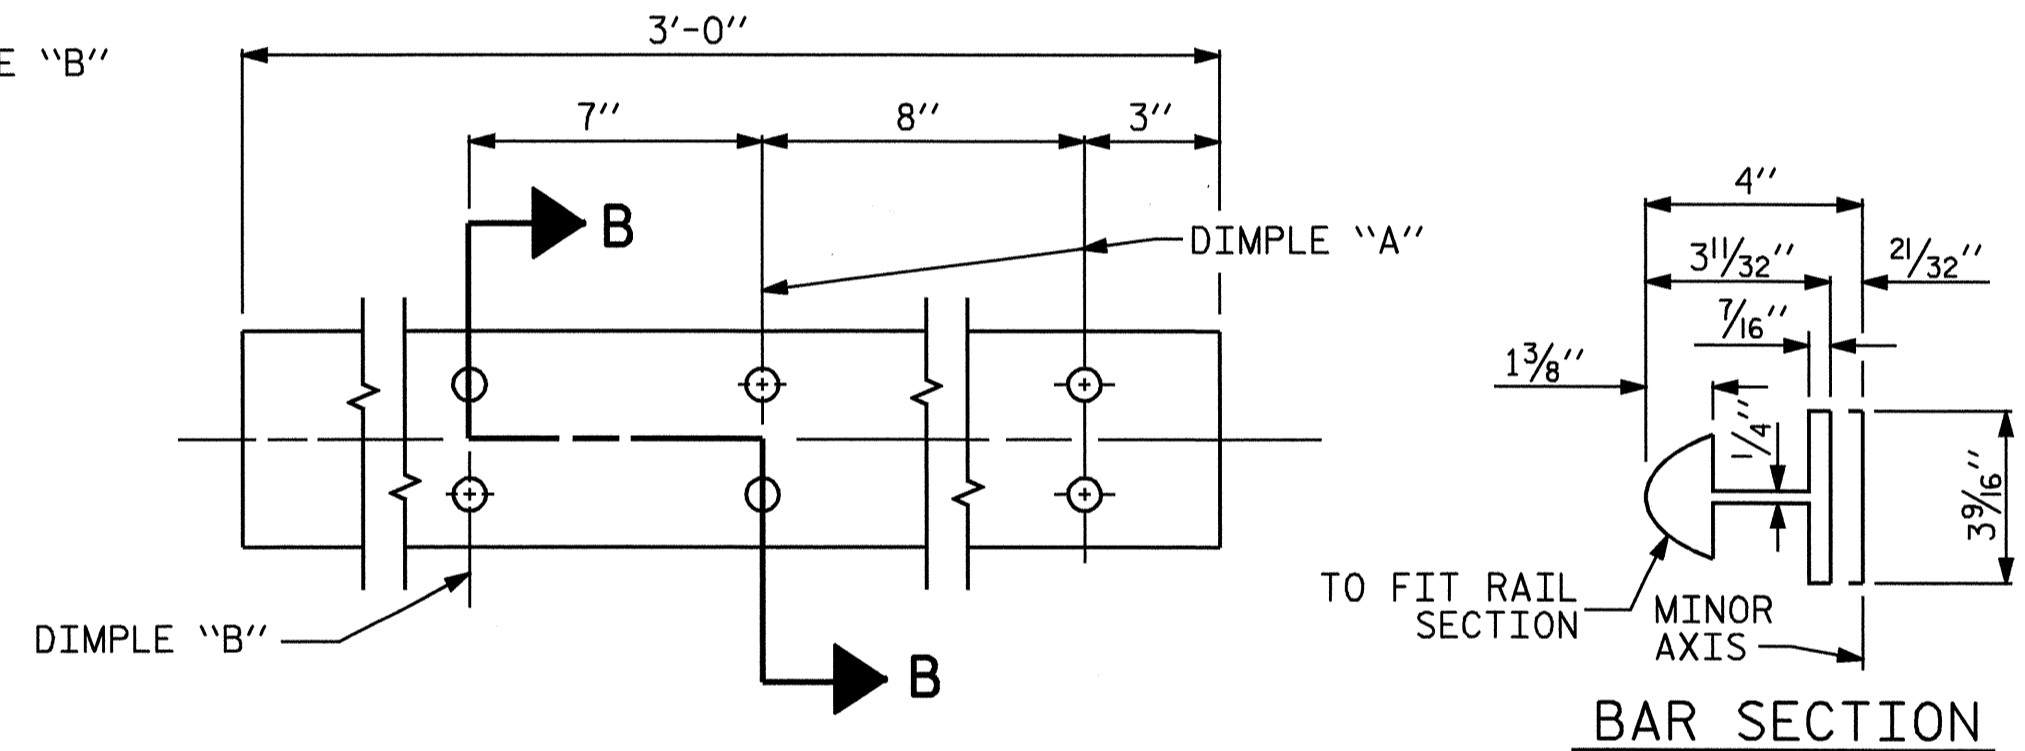 E "B"
3'-0"
7"
8"
3"
B
DIMPLE "A"
B
DIMPLE "B"
4"
3 11/32"
21/32"
7/16"
1 3/8"
1/4"
3 9/16"
TO FIT RAIL
SECTION
MINOR
AXIS
BAR SECTION